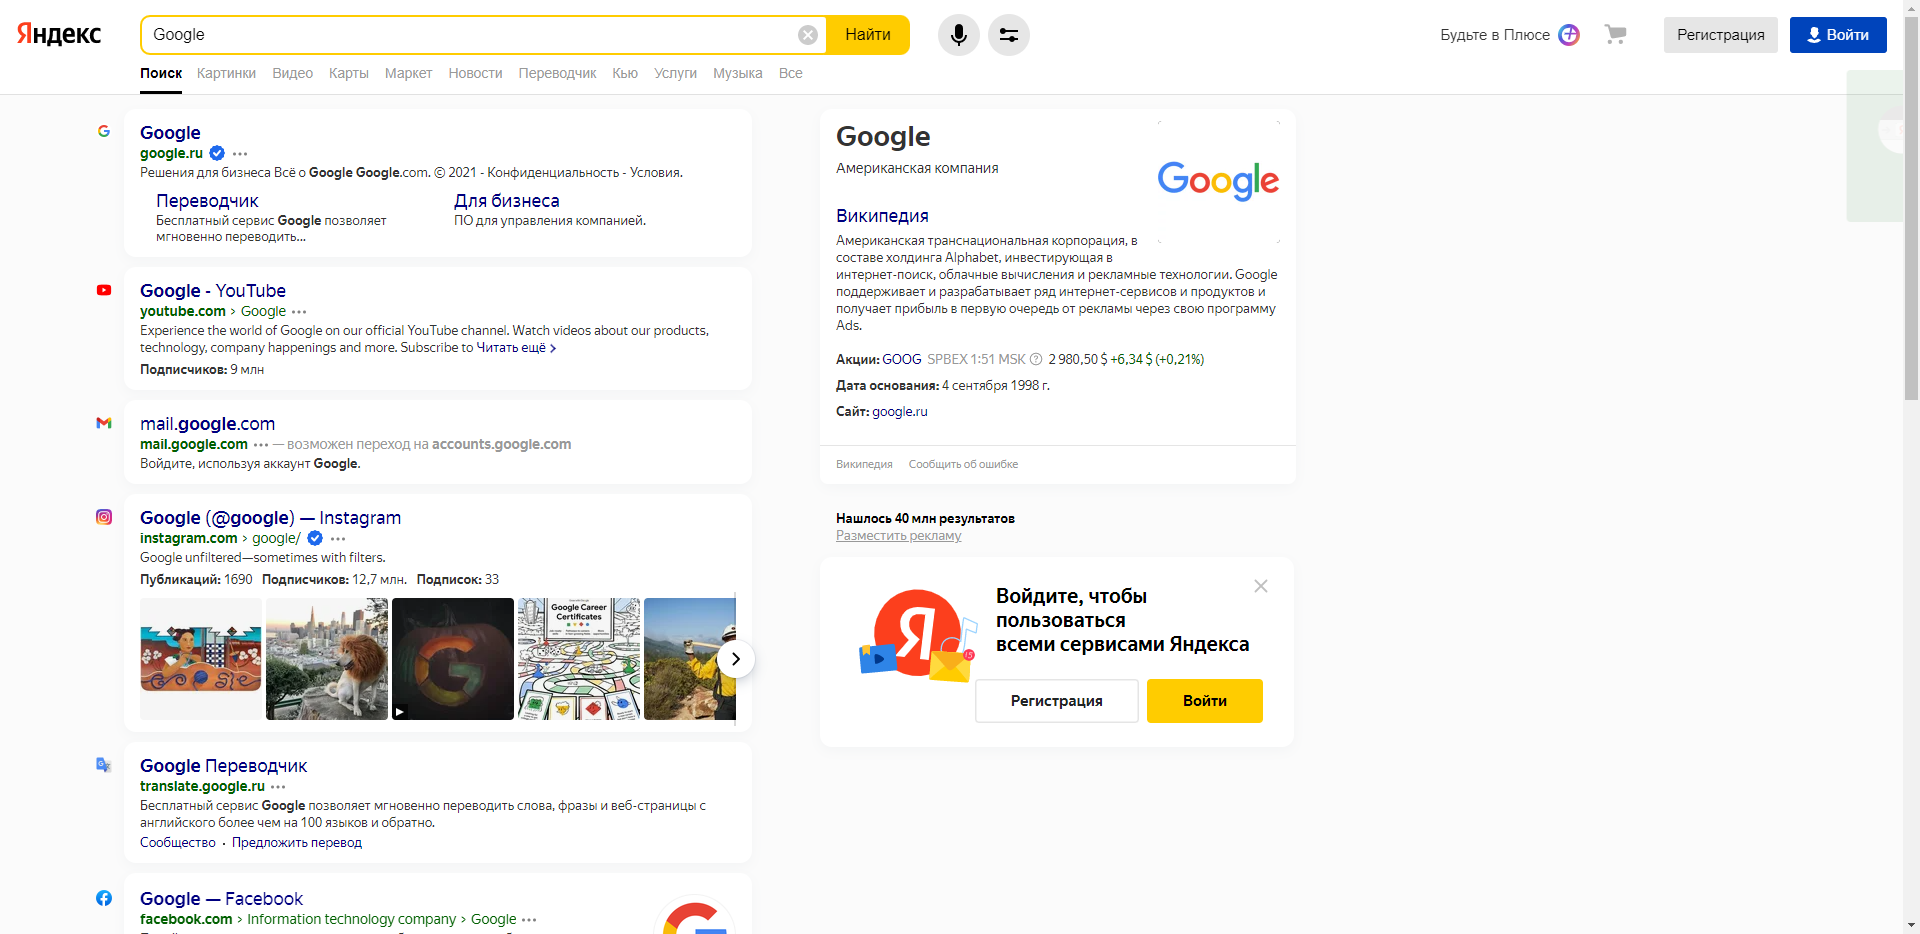 Яндекс
Google
Найти
Будьте в Плюсе
Регистрация
Войти
Поиск Картинки Видео Карты Маркет Новости Переводчик Кью Услуги Музыка Все
Google
google.ru
Решения для бизнеса Всё о Google Google.com. © 2021 - Конфиденциальность - Условия.
Переводчик
Бесплатный сервис Google позволяет
мгновенно переводить...
Для бизнеса
ПО для управления компанией.
Google - YouTube
youtube.com › Google
Experience the world of Google on our official YouTube channel. Watch videos about our products,
technology, company happenings and more. Subscribe to Читать ещё ›
Подписчиков: 9 млн
mail.google.com
mail.google.com — возможен переход на accounts.google.com
Войдите, используя аккаунт Google.
Google (@google) — Instagram
instagram.com › google/
Google unfiltered—sometimes with filters.
Публикаций: 1690 Подписчиков: 12,7 млн. Подписок: 33
Google Career
Certificates
Google Переводчик
translate.google.ru
Бесплатный сервис Google позволяет мгновенно переводить слова, фразы и веб-страницы с
английского более чем на 100 языков и обратно.
Сообщество · Предложить перевод
Google — Facebook
facebook.com › Information technology company › Google
Google
Американская компания
Google
Википедия
Американская транснациональная корпорация, в
составе холдинга Alphabet, инвестирующая в
интернет-поиск, облачные вычисления и рекламные технологии. Google
поддерживает и разрабатывает ряд интернет-сервисов и продуктов и
получает прибыль в первую очередь от рекламы через свою программу
Ads.
Акции: GOOG SPBEX 1:51 MSK 2 980,50 $ +6,34 $ (+0,21%)
Дата основания: 4 сентября 1998 г.
Сайт: google.ru
Википедия Сообщить об ошибке
Нашлось 40 млн результатов
Разместить рекламу
Я
15
Войдите, чтобы
пользоваться
всеми сервисами Яндекса
Регистрация
Войти